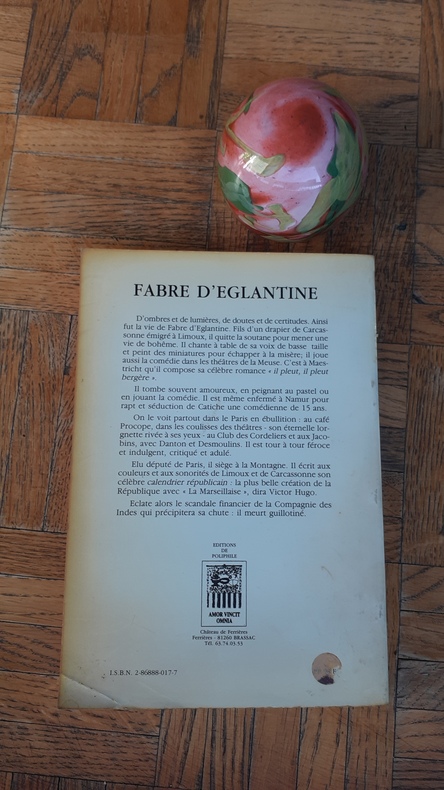 FABRE D'EGLANTINE
D'ombres et de lumières, de doutes et de certitudes. Ainsi
fut la vie de Fabre d'Eglantine. Fils d'un drapier de Carcas-
sonne émigré à Limoux, il quitte la soutane pour mener une
vie de bohême. Il chante à table de sa voix de basse taille
et peint des miniatures pour échapper à la misère; il joue
aussi la comédie dans les théâtres de la Meuse. C'est à Maes-
tricht qu'il compose sa célèbre romance « il pleut, il pleut
bergère ».
Il tombe souvent amoureux, en peignant au pastel ou
en jouant la comédie. Il est même enfermé à Namur pour
rapt et séduction de Catiche une comédienne de 15 ans.
On le voit partout dans le Paris en ébullition : au café
Procope, dans les coulisses des théâtres - son éternelle lor-
gnette rivée à ses yeux - au Club des Cordeliers et aux Jaco-
bins, avec Danton et Desmoulins. Il est tour à tour féroce
et indulgent, critiqué et adulé.
Elu député de Paris, il siège à la Montagne. Il écrit aux
couleurs et aux sonorités de Limoux et de Carcassonne son
célèbre calendrier républicain : la plus belle création de la
République avec « La Marseillaise », dira Victor Hugo.
Eclate alors le scandale financier de la Compagnie des
Indes qui précipitera sa chute : il meurt guillotiné.
EDITIONS
DE
POLIPHILE
AMOR VINCIT
OMNIA
Château de Ferrières
Ferrières - 81260 BRASSAC
Tél. 63.74.03.53
I.S.B.N. 2-86888-017-7